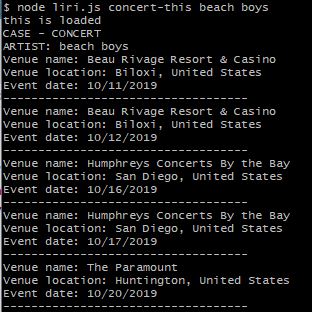 $ node liri.js concert-this beach boys
this is loaded
CASE - CONCERT
ARTIST: beach boys
Venue name: Beau Rivage Resort & Casino
Venue location: Biloxi, United States
Event date: 10/11/2019
-----------------------------------
Venue name: Beau Rivage Resort & Casino
Venue location: Biloxi, United States
Event date: 10/12/2019
-----------------------------------
Venue name: Humphreys Concerts By the Bay
Venue location: San Diego, United States
Event date: 10/16/2019
-----------------------------------
Venue name: Humphreys Concerts By the Bay
Venue location: San Diego, United States
Event date: 10/17/2019
-----------------------------------
Venue name: The Paramount
Venue location: Huntington, United States
Event date: 10/20/2019
-----------------------------------